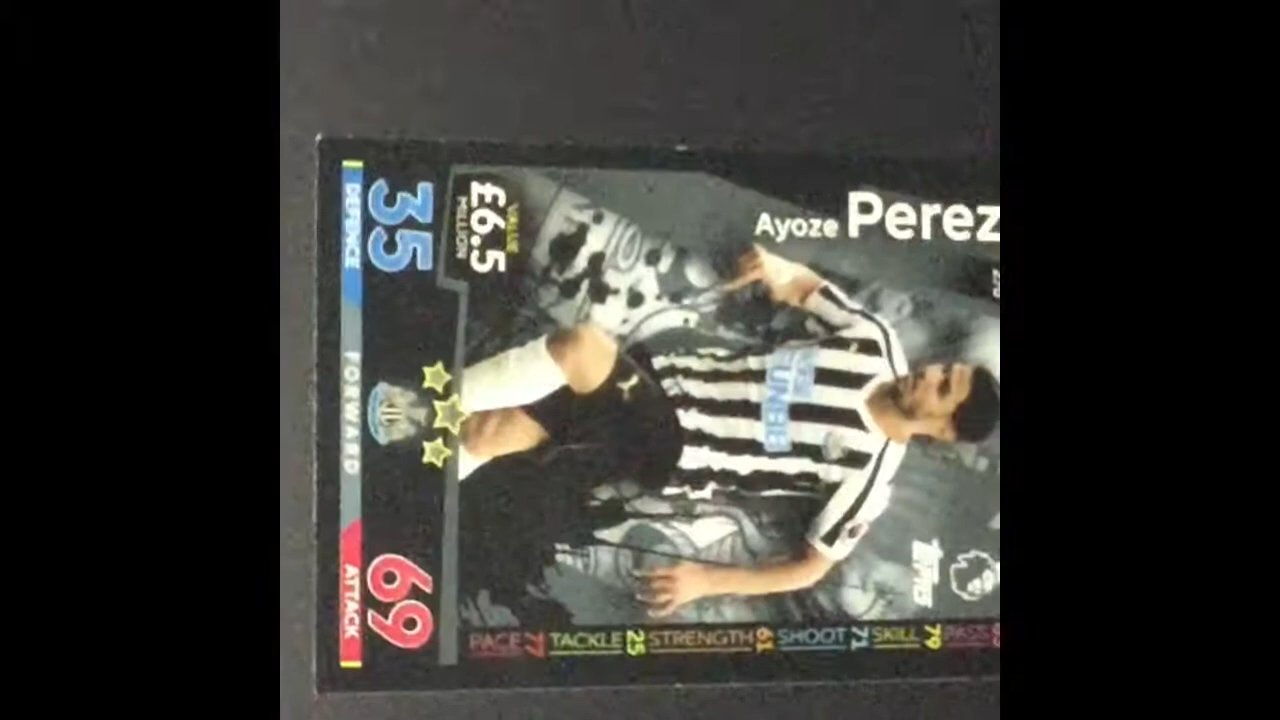 Ayoze Perez
topps
VALUE
£6.5
MILLION
PACE 77
TACKLE 25
STRENGTH 61
SHOOT 71
SKILL 79
PASS
FUN88
35
69
DEFENCE
FORWARD
ATTACK